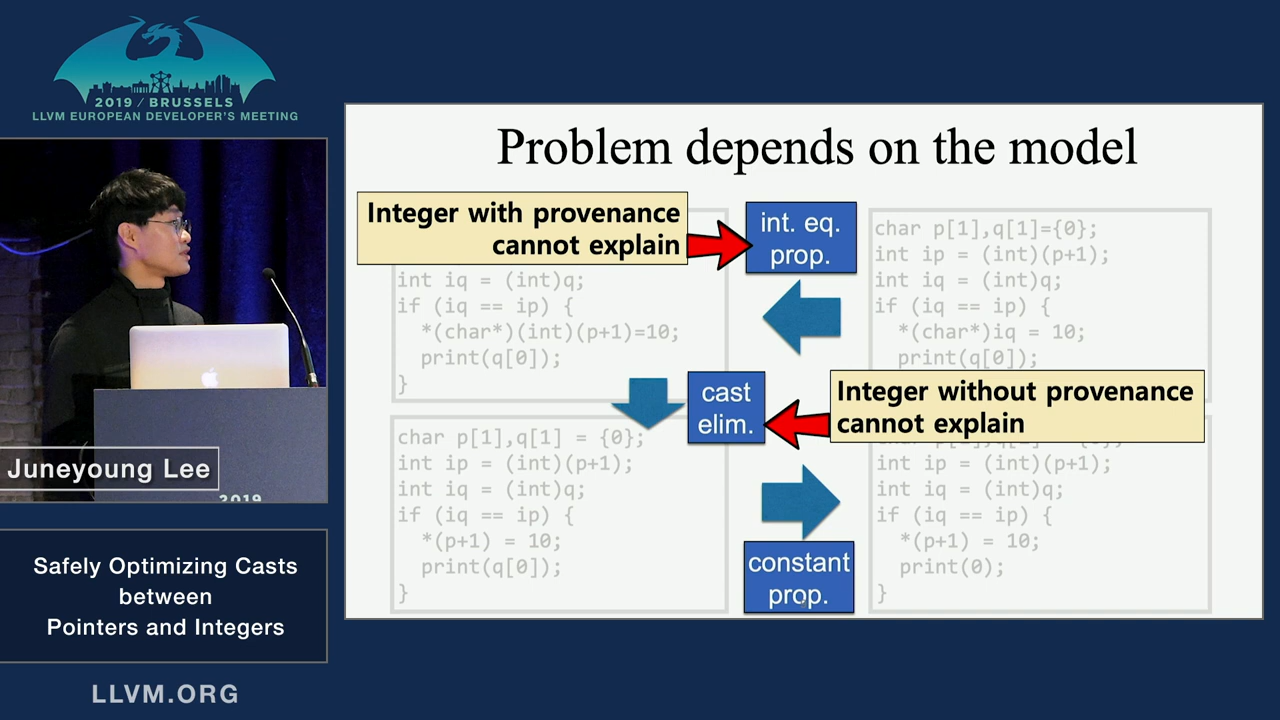 2019 / BRUSSELS
LLVM EUROPEAN DEVELOPER'S MEETING
Juneyoung Lee
2019
Safely Optimizing Casts
between
Pointers and Integers
LLVM.ORG
Problem depends on the model
Integer with provenance
cannot explain
int. eq.
prop.
int iq = (int)q;
if (iq == ip) {
*(char*)(int)(p+1)=10;
print(q[0]);
}
char p[1],q[1]={0};
int ip = (int)(p+1);
int iq = (int)q;
if (iq == ip) {
*(char*)iq = 10;
print(q[0]);
cast
elim.
Integer without provenance
cannot explain
char p[1],q[1] = {0};
int ip = (int)(p+1);
int iq = (int)q;
if (iq == ip) {
*(p+1) = 10;
print(q[0]);
}
int ip = (int)(p+1);
int iq = (int)q;
if (iq == ip) {
*(p+1) = 10;
print(0);
}
constant
prop.